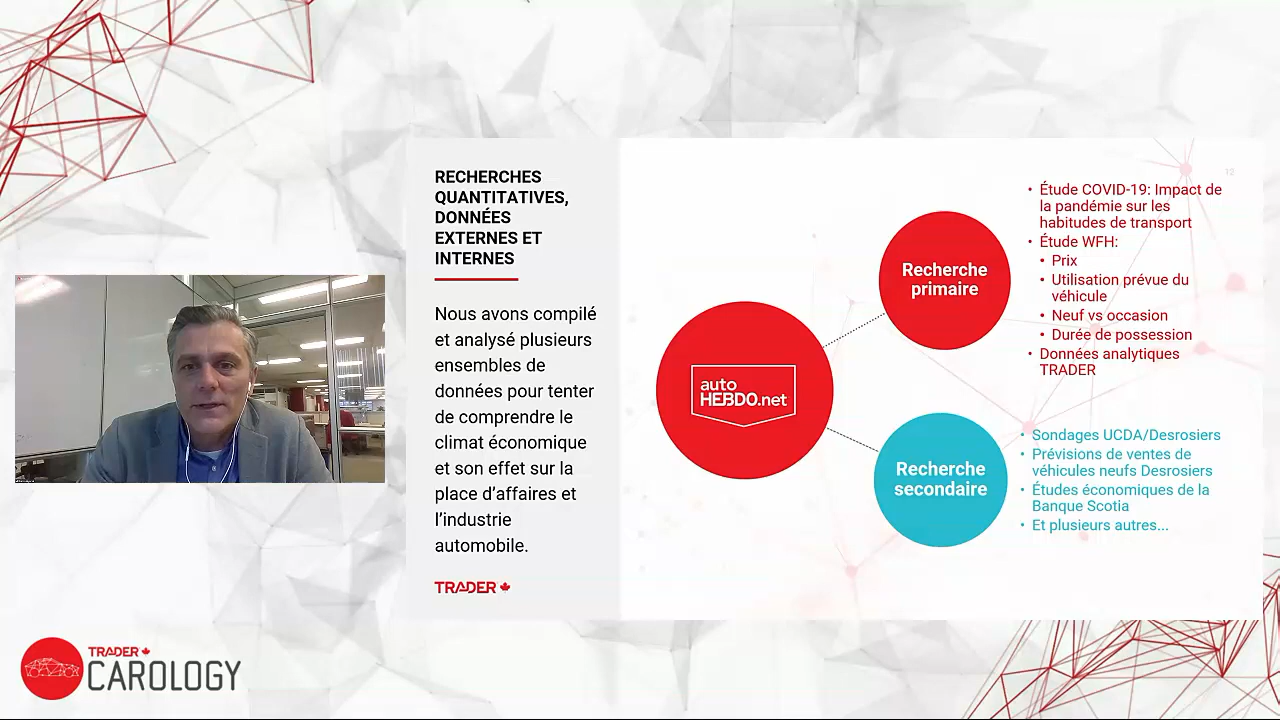 RECHERCHES
QUANTITATIVES,
DONNÉES
EXTERNES ET
INTERNES
Nous avons compilé
et analysé plusieurs
ensembles de
données pour tenter
de comprendre le
climat économique
et son effet sur la
place d’affaires et
l’industrie
automobile.
TRADER
auto
HEBDO.net
Recherche
primaire
12
• Étude COVID-19: Impact de
la pandémie sur les
habitudes de transport
• Étude WFH:
• Prix
• Utilisation prévue du
véhicule
• Neuf vs occasion
• Durée de possession
• Données analytiques
TRADER
Recherche
secondaire
• Sondages UCDA/Desrosiers
• Prévisions de ventes de
véhicules neufs Desrosiers
• Études économiques de la
Banque Scotia
• Et plusieurs autres...
TRADER
CAROLOGY